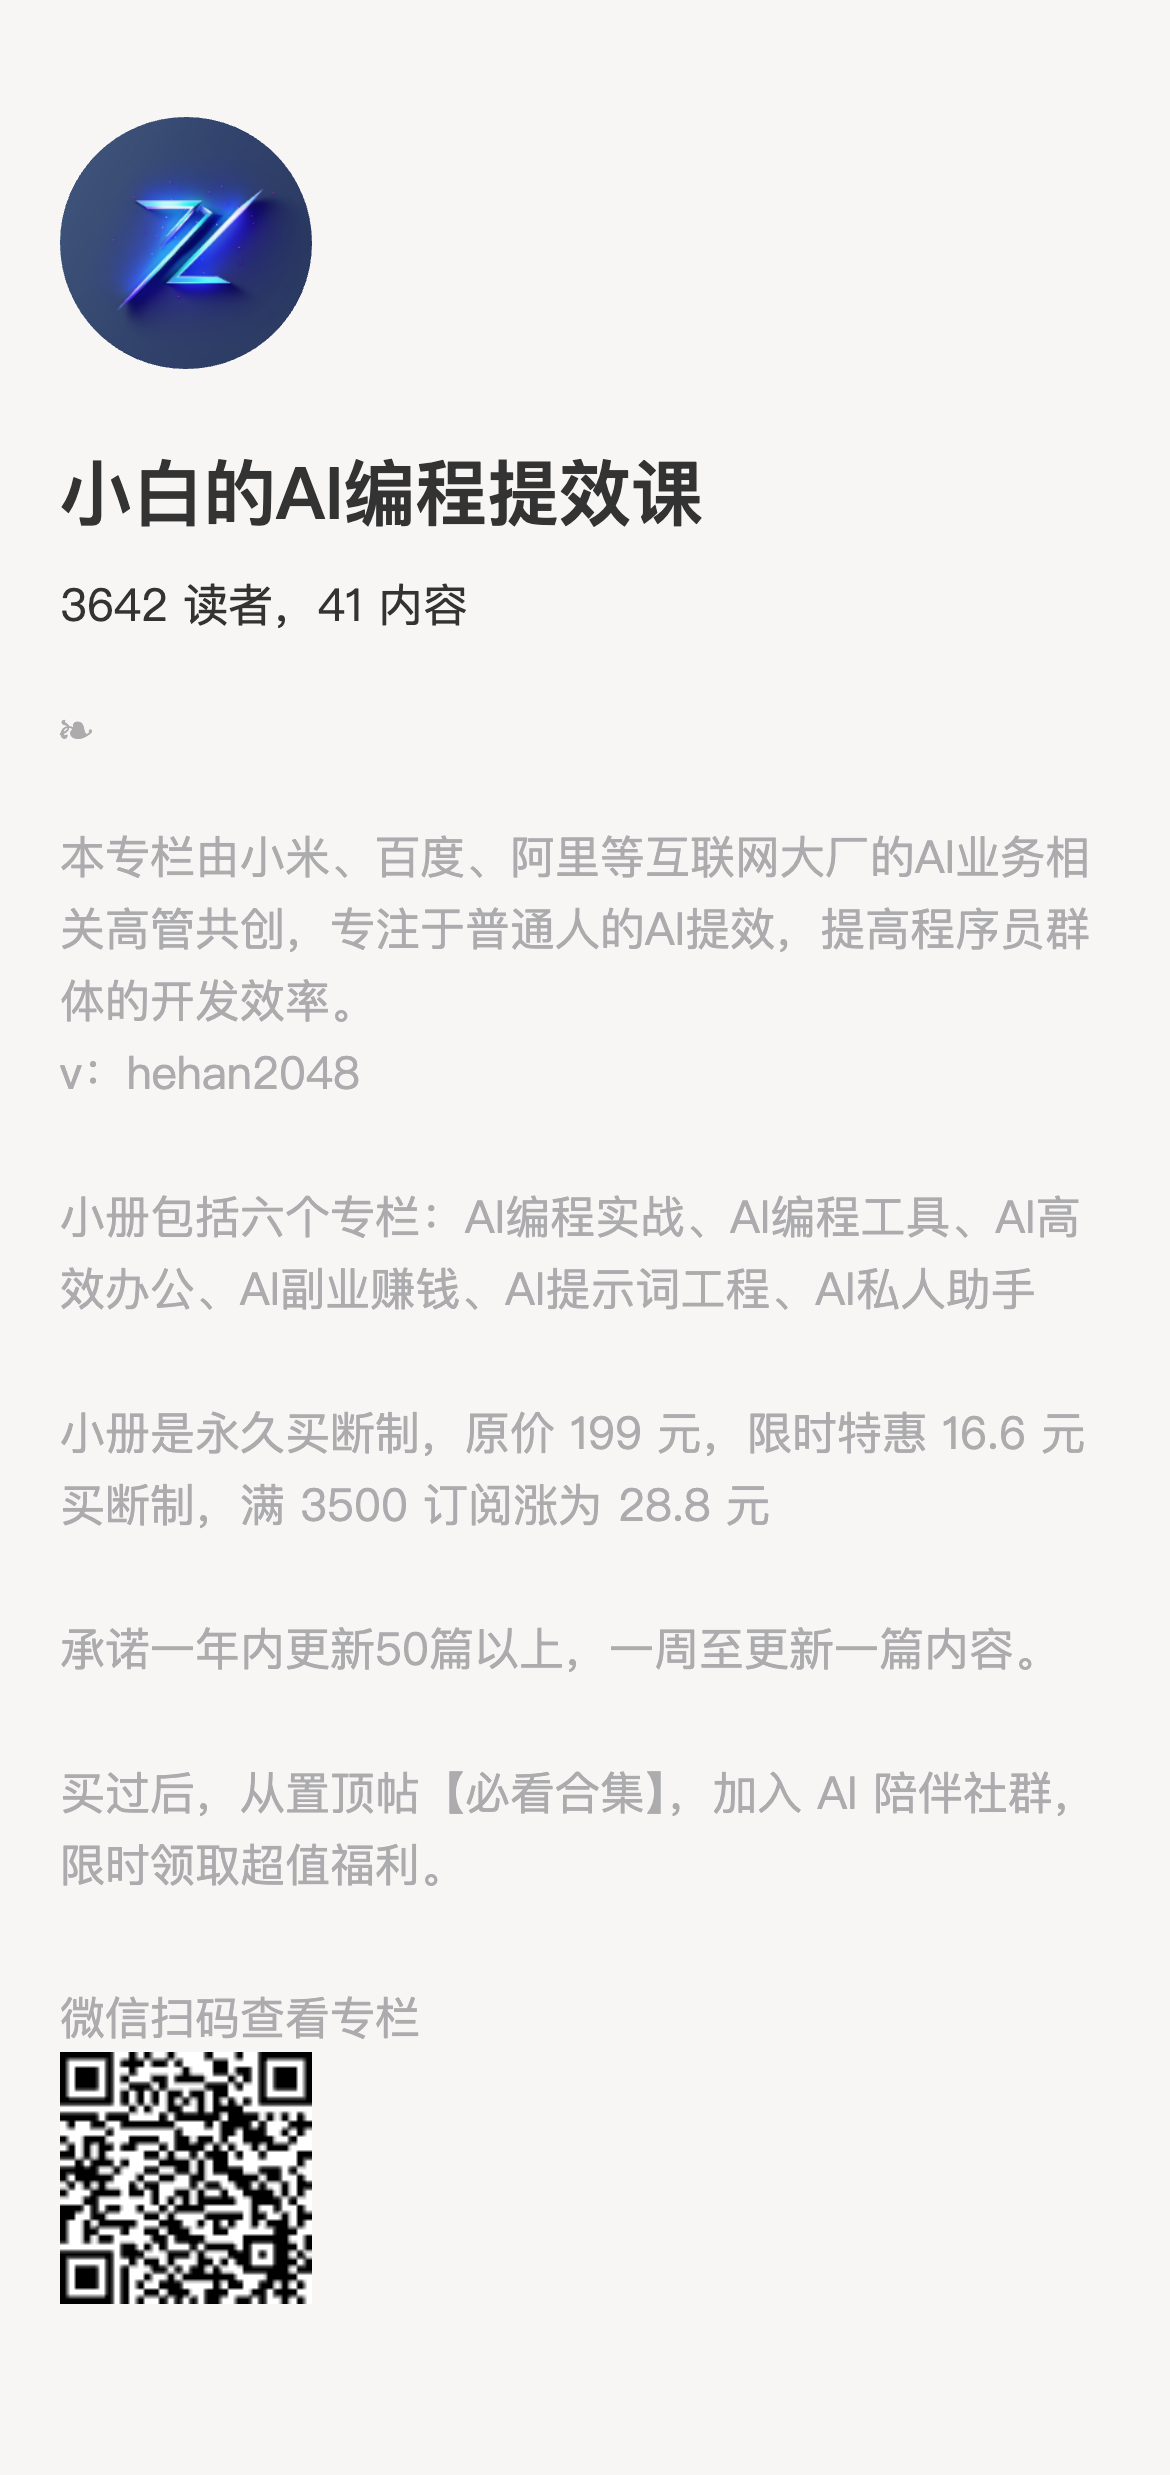 小白的AI编程提效课
3642 读者，41 内容
❧
本专栏由小米、百度、阿里等互联网大厂的AI业务相
关高管共创，专注于普通人的AI提效，提高程序员群
体的开发效率。
v：hehan2048
小册包括六个专栏：AI编程实战、AI编程工具、AI高
效办公、AI副业赚钱、AI提示词工程、AI私人助手
小册是永久买断制，原价 199 元，限时特惠 16.6 元
买断制，满 3500 订阅涨为 28.8 元
承诺一年内更新50篇以上，一周至更新一篇内容。
买过后，从置顶帖【必看合集】，加入 AI 陪伴社群，
限时领取超值福利。
微信扫码查看专栏